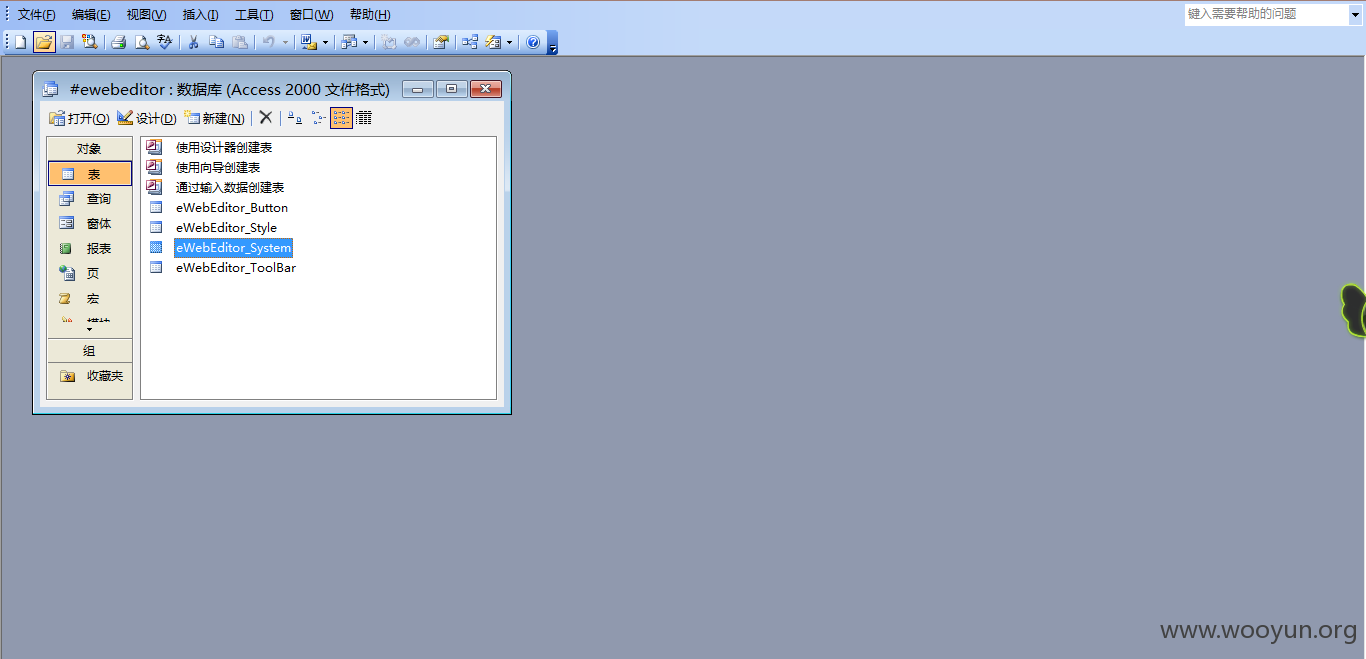 文件(F) 编辑(E) 视图(V) 插入(I) 工具(T) 窗口(W) 帮助(H) 键入需要帮助的问题
#ewebeditor : 数据库 (Access 2000 文件格式)
打开(O) 设计(D) 新建(N)
对象
表
查询
窗体
报表
页
宏
模块
组
收藏夹
使用设计器创建表
使用向导创建表
通过输入数据创建表
eWebEditor_Button
eWebEditor_Style
eWebEditor_System
eWebEditor_ToolBar
www.wooyun.org